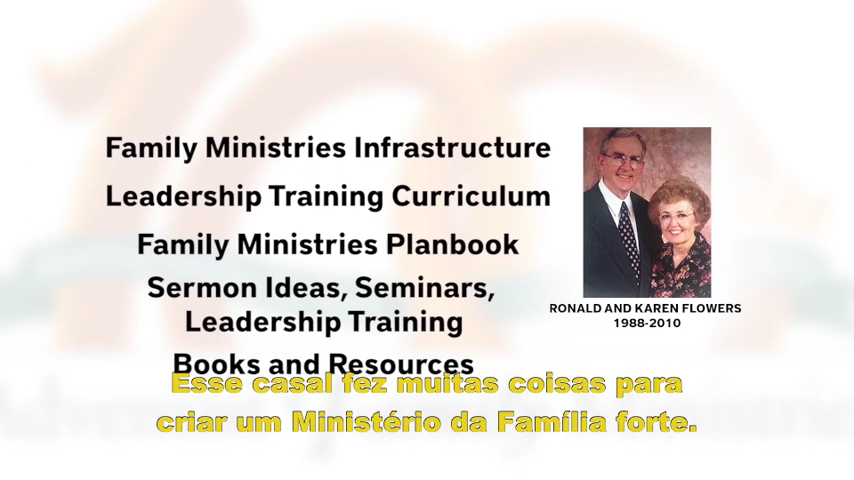 Family Ministries Infrastructure
Leadership Training Curriculum
Family Ministries Planbook
Sermon Ideas, Seminars,
Leadership Training
Books and Resources
RONALD AND KAREN FLOWERS
1988-2010
Esse casal fez muitas coisas para
criar um Ministério da Família forte.